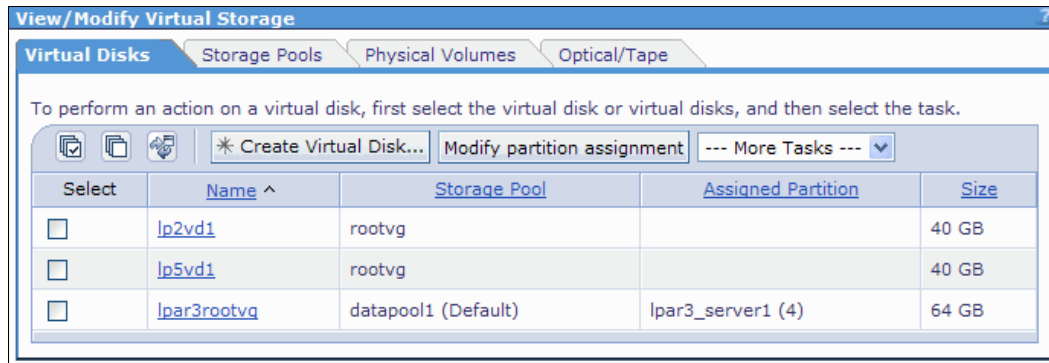 View/Modify Virtual Storage ?
Virtual Disks Storage Pools Physical Volumes Optical/Tape
To perform an action on a virtual disk, first select the virtual disk or virtual disks, and then select the task.
Create Virtual Disk... Modify partition assignment --- More Tasks ---
Select Name ^ Storage Pool Assigned Partition Size
lp2vd1 rootvg 40 GB
lp5vd1 rootvg 40 GB
lpar3rootvg datapool1 (Default) lpar3_server1 (4) 64 GB